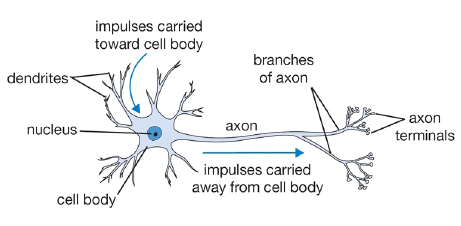 impulses carried
toward cell body
dendrites
nucleus
cell body
axon
impulses carried
away from cell body
branches
of axon
axon
terminals